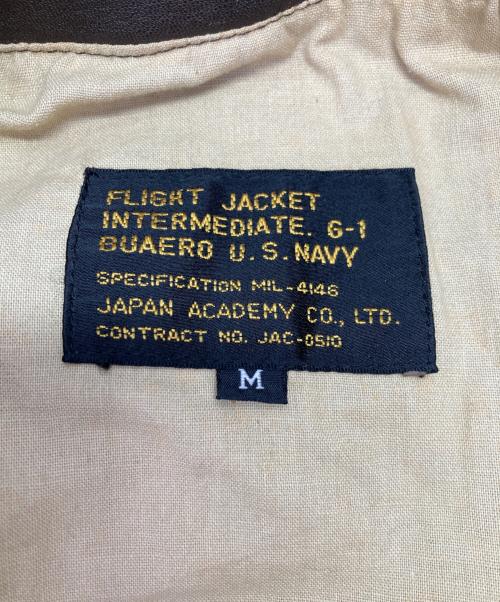 FLIGHT JACKET
INTERMEDIATE. G-1
BUAERO U.S. NAVY
SPECIFICATION MIL-4146
JAPAN ACADEMY CO., LTD.
CONTRACT NO. JAC-0510
M